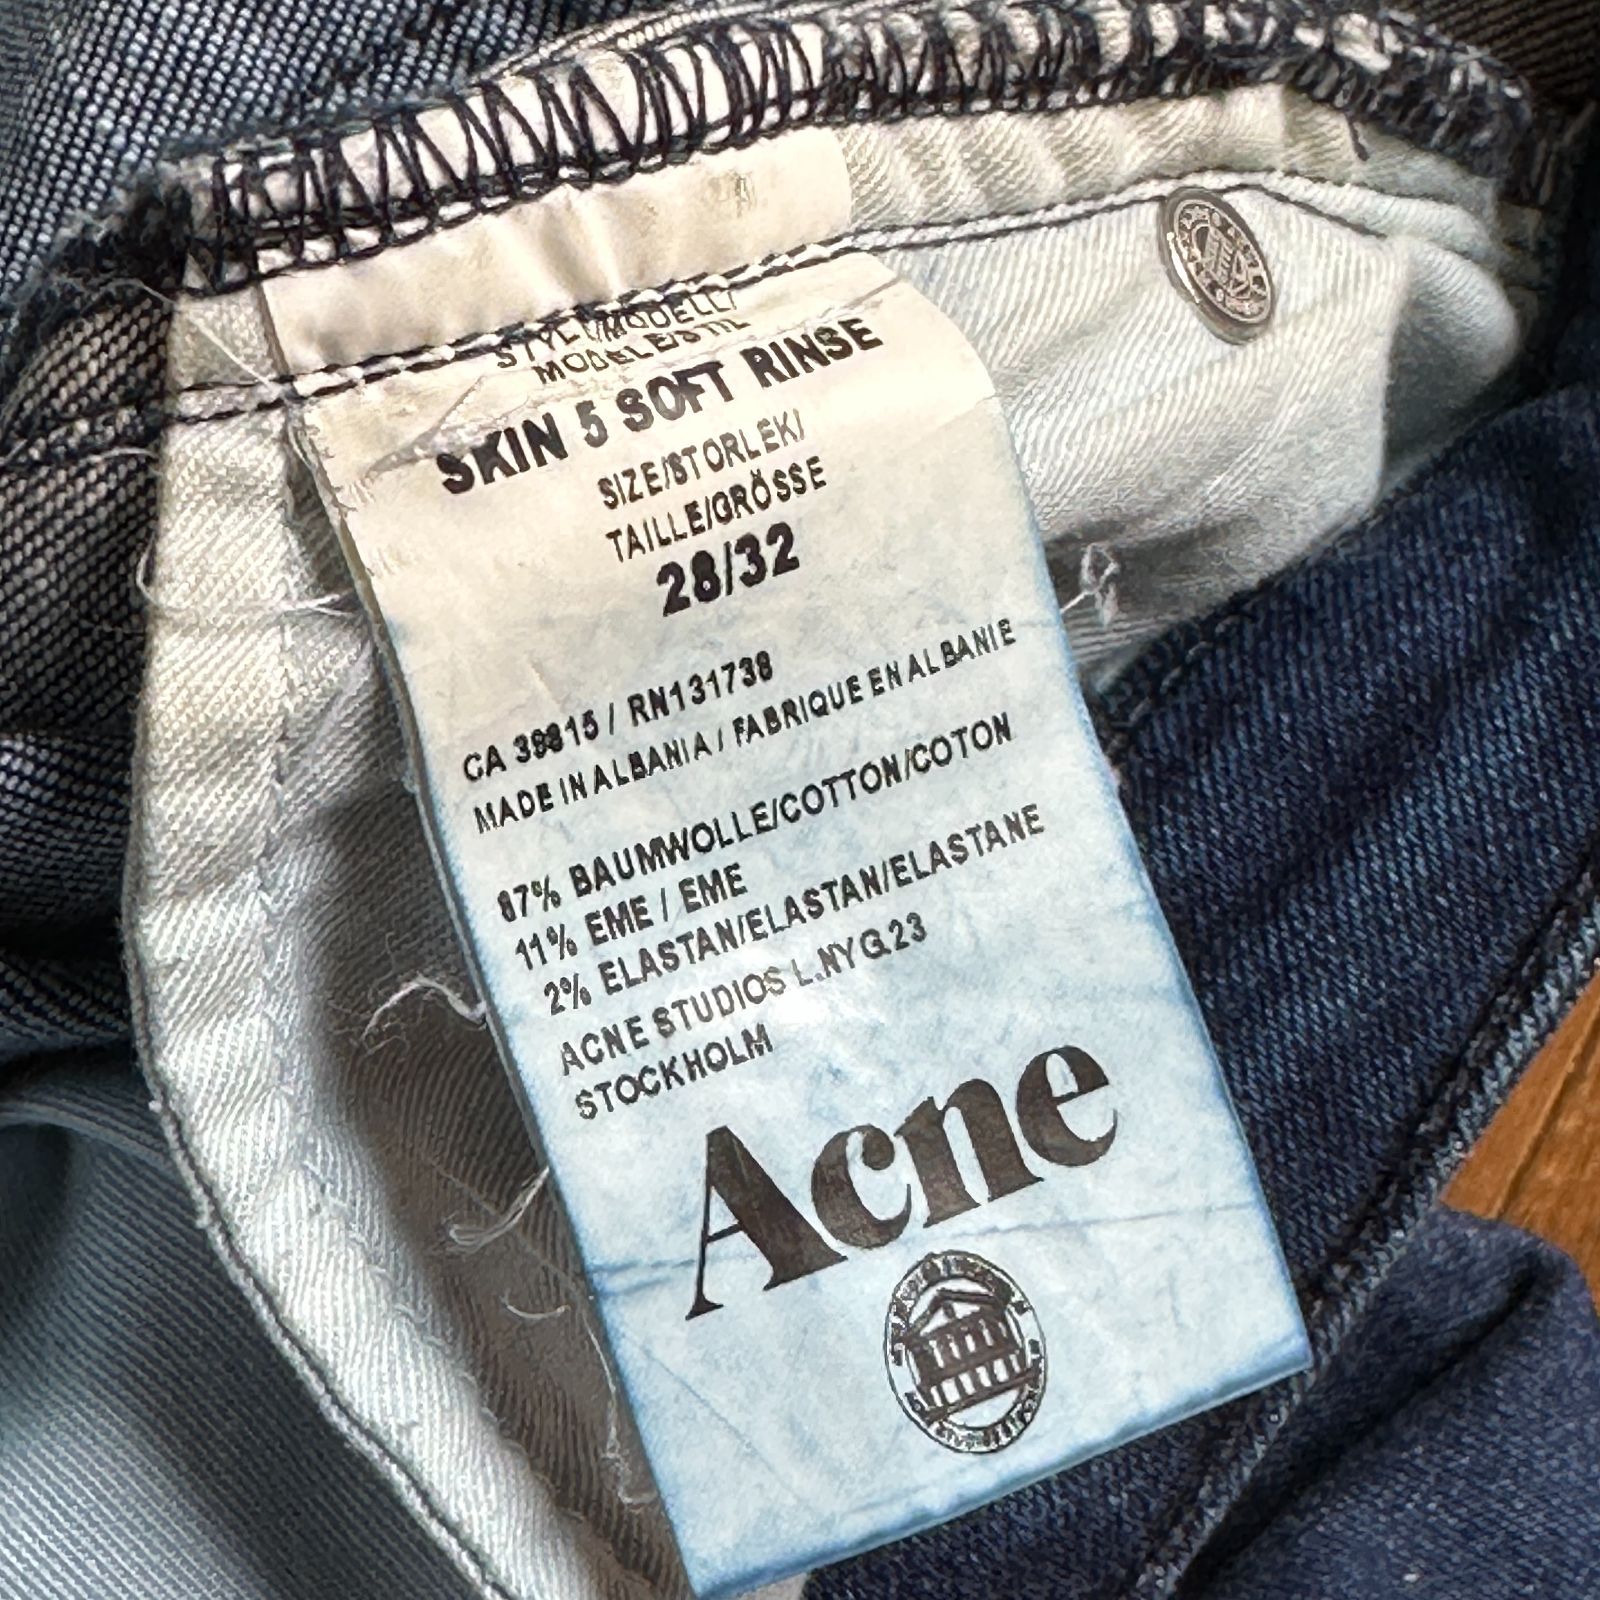 STYLE/MODELL/
MODELE/STIL
SKIN 5 SOFT RINSE
SIZE/STORLEK/
TAILLE/GRÖSSE
28/32
CA 39815 / RN131738
MADE IN ALBANIA / FABRIQUE EN ALBANIE
87% BAUMWOLLE/COTTON/COTON
11% EME / EME
2% ELASTAN/ELASTAN/ELASTANE
ACNE STUDIOS L.NYG.23
STOCKHOLM
Acne